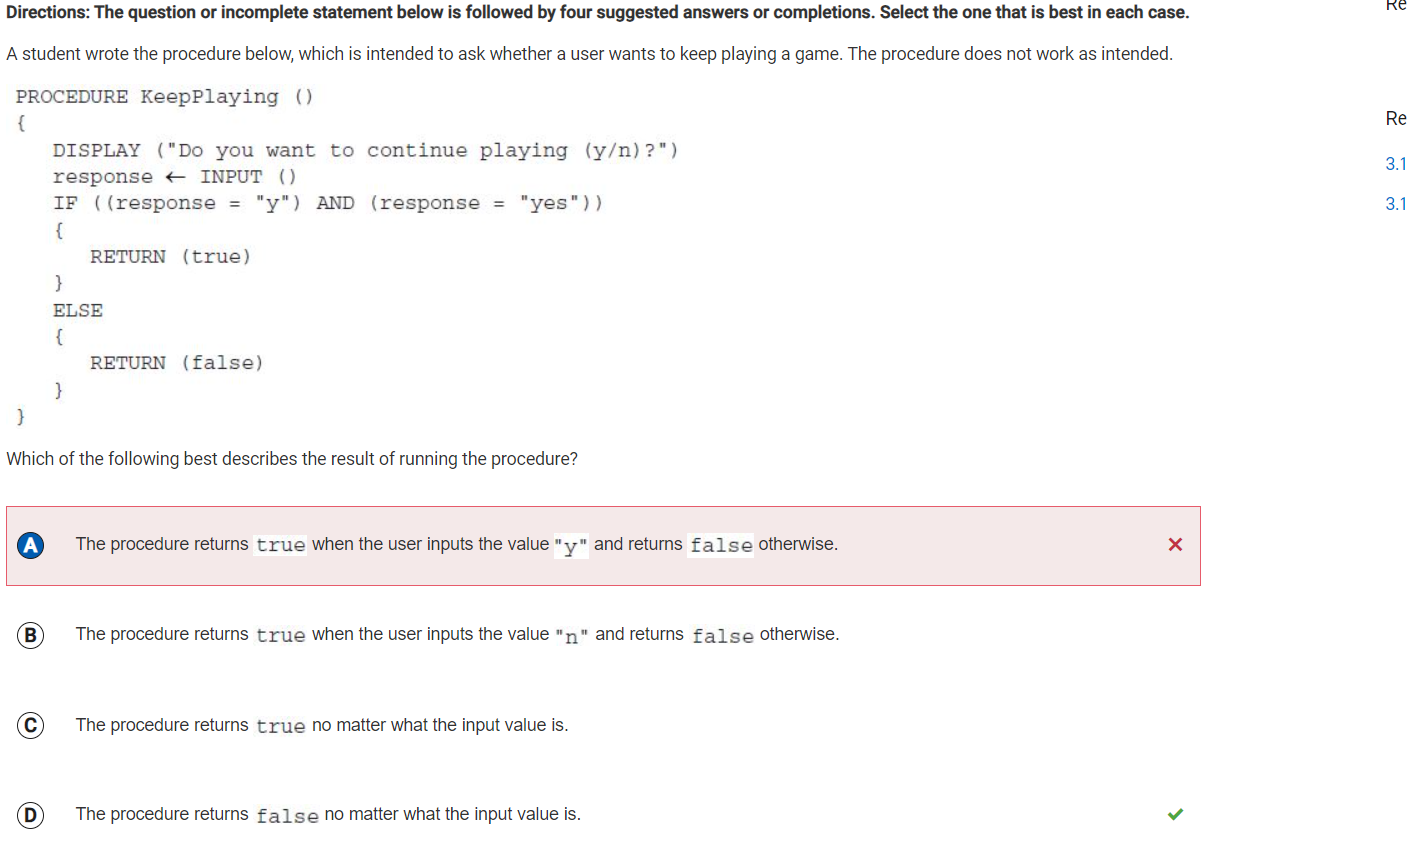 Directions: The question or incomplete statement below is followed by four suggested answers or completions. Select the one that is best in each case.
Re
A student wrote the procedure below, which is intended to ask whether a user wants to keep playing a game. The procedure does not work as intended.
PROCEDURE KeepPlaying ()
{
DISPLAY ("Do you want to continue playing (y/n)?")
response ← INPUT ()
IF ((response = "y") AND (response = "yes"))
{
RETURN (true)
}
ELSE
{
RETURN (false)
}
}
Re
3.1
3.1
Which of the following best describes the result of running the procedure?
A The procedure returns true when the user inputs the value "y" and returns false otherwise.
B The procedure returns true when the user inputs the value "n" and returns false otherwise.
C The procedure returns true no matter what the input value is.
D The procedure returns false no matter what the input value is.